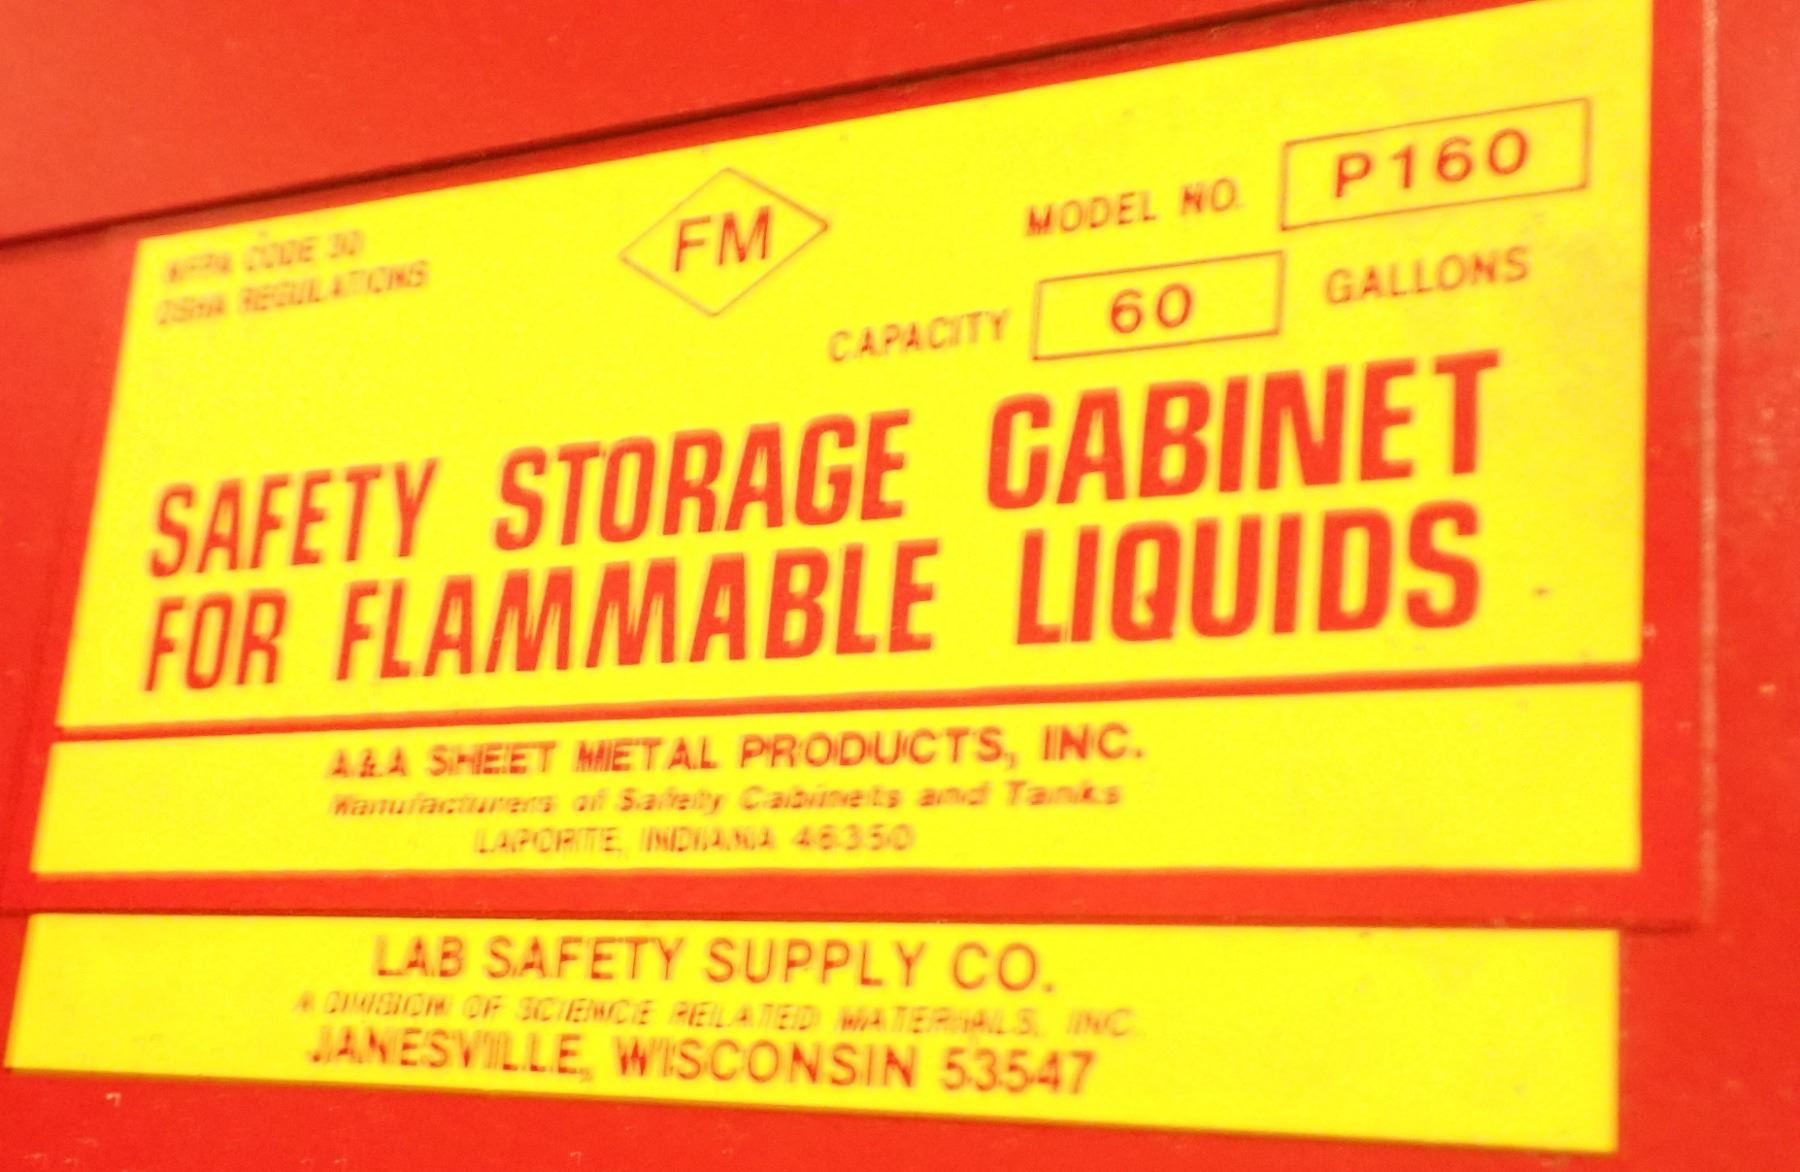 NFPA CODE 30
OSHA REGULATIONS
FM
MODEL NO. P160
CAPACITY 60 GALLONS
SAFETY STORAGE CABINET
FOR FLAMMABLE LIQUIDS
A&A SHEET METAL PRODUCTS, INC.
Manufacturers of Safety Cabinets and Tanks
LAPORTE, INDIANA 46350
LAB SAFETY SUPPLY CO.
A DIVISION OF SCIENCE RELATED MATERIALS, INC.
JANESVILLE, WISCONSIN 53547